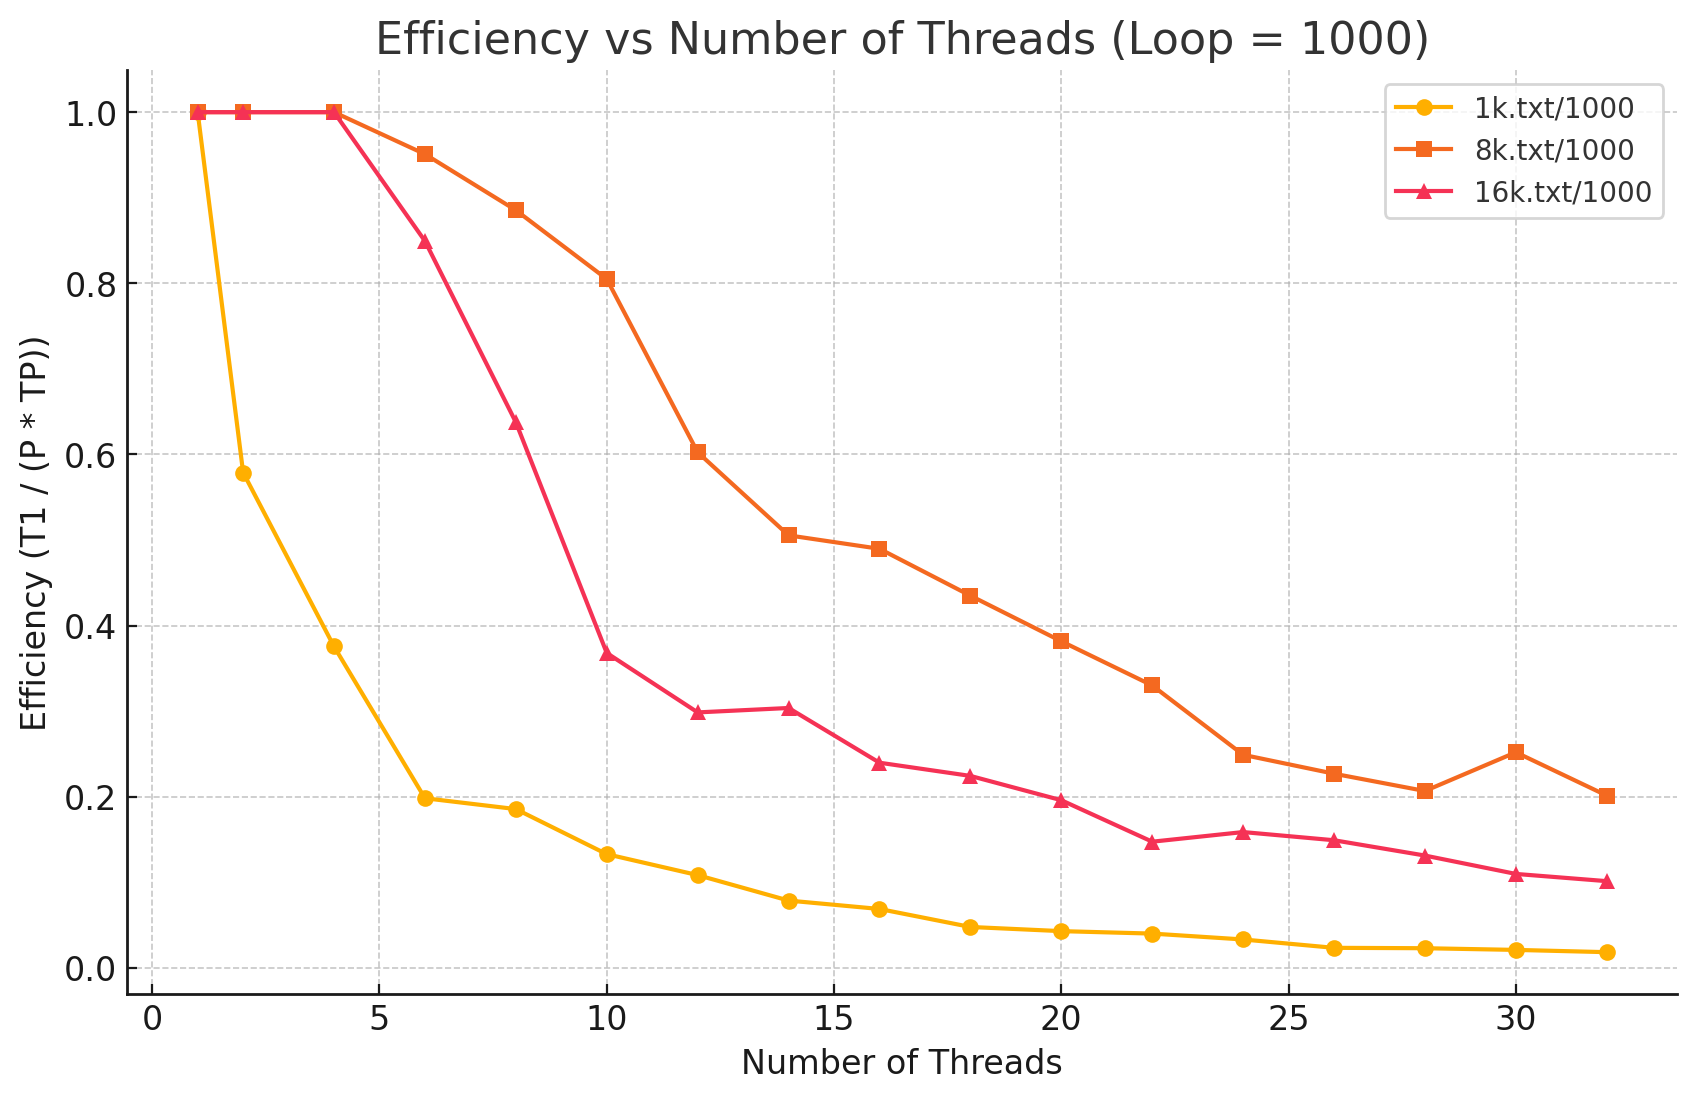 Efficiency vs Number of Threads (Loop = 1000)
1k.txt/1000
8k.txt/1000
16k.txt/1000
Efficiency (T1 / (P * TP))
1.0
0.8
0.6
0.4
0.2
0.0
0 5 10 15 20 25 30
Number of Threads